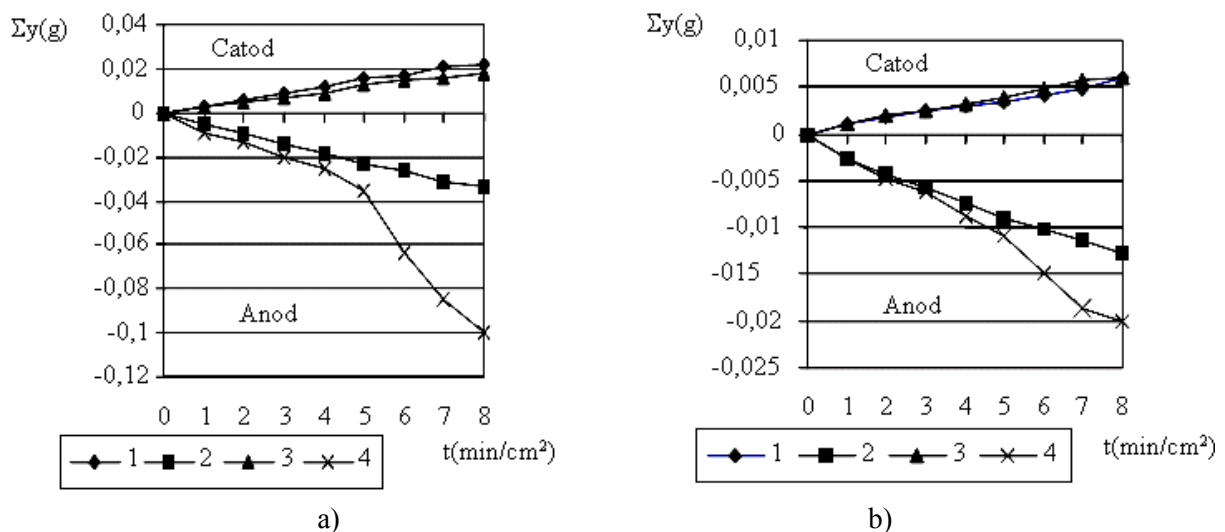 Σy(g)
0,04
0,02
0
-0,02
-0,04
-0,06
-0,08
-0,1
-0,12
Catod
Anod
0 1 2 3 4 5 6 7 8
t(min/cm²)
1 2 3 4
a)
Σy(g)
0,01
0,005
0
-0,005
-0,01
-0,015
-0,02
-0,025
Catod
Anod
0 1 2 3 4 5 6 7 8
t(min/cm²)
1 2 3 4
b)